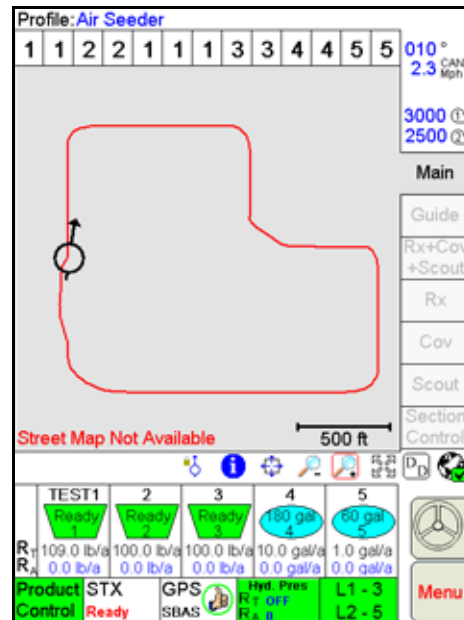 Profile:Air Seeder
1 1 2 2 1 1 1 3 3 4 4 5 5
010 °
2.3 CAN Mph
3000 ①
2500 ②
Main
Guide
Rx+Cov
+Scout
Rx
Cov
Scout
Section
Control
Street Map Not Available
500 ft
i
D D
TEST1 2 3 4 5
Ready Ready Ready 180 gal 60 gal
1 2 3 4 5
RT 109.0 lb/a 100.0 lb/a 100.0 lb/a 10.0 gal/a 1.0 gal/a
RA 0.0 lb/a 0.0 lb/a 0.0 lb/a 0.0 gal/a 0.0 gal/a
Product
Control
STX
Ready
GPS
SBAS
Hyd. Pres
RT OFF
RA 0
L1 - 3
L2 - 5
Menu